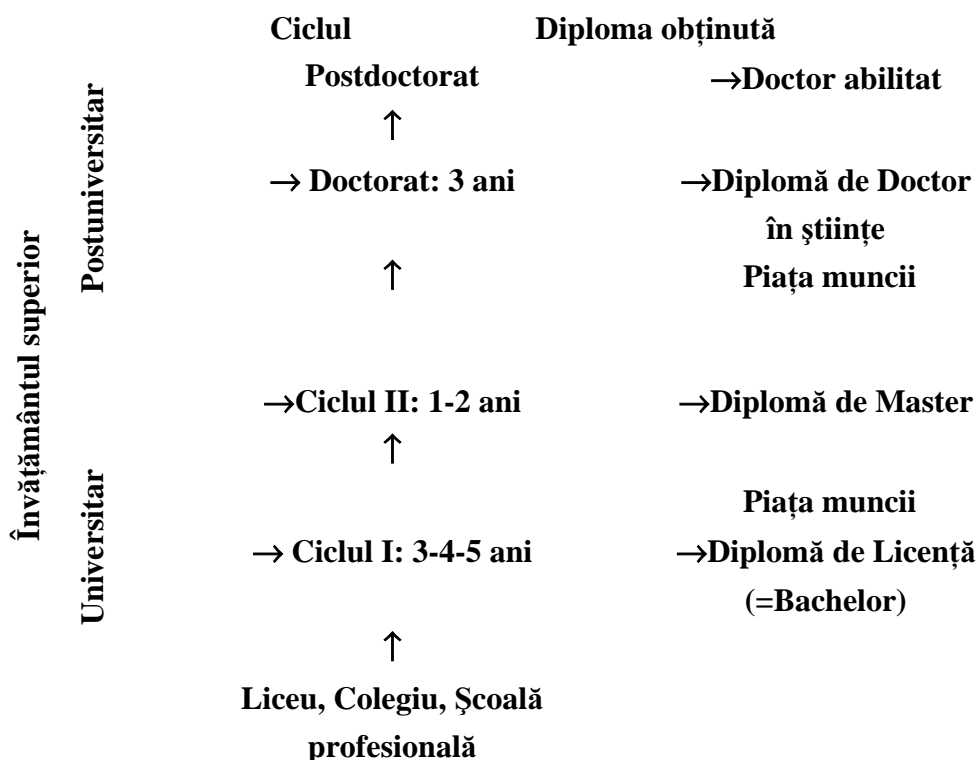 Ciclul Diploma obținută
Postdoctorat →Doctor abilitat
↑
→ Doctorat: 3 ani →Diplomă de Doctor
în ştiințe
↑ Piața muncii
→Ciclul II: 1-2 ani →Diplomă de Master
↑
Piața muncii
→ Ciclul I: 3-4-5 ani →Diplomă de Licență
(=Bachelor)
↑
Liceu, Colegiu, Şcoală
profesională
Învățământul superior
Postuniversitar
Universitar